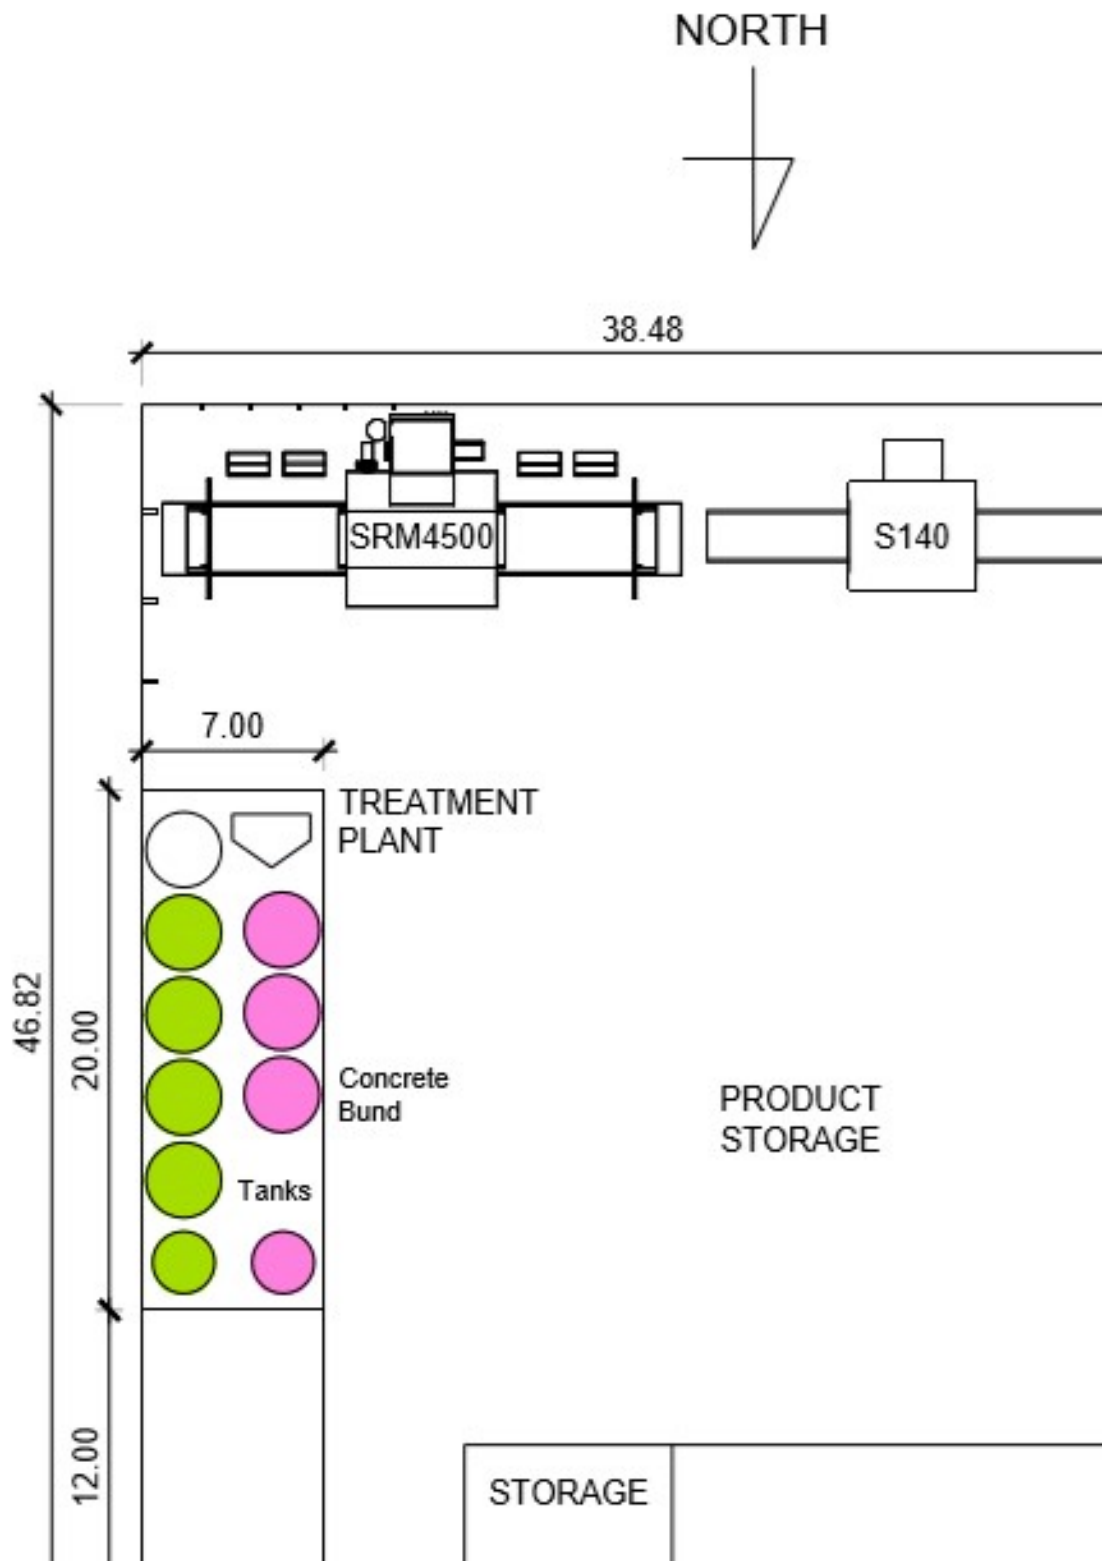 NORTH
38.48
SRM4500
S140
7.00
TREATMENT
PLANT
46.82
20.00
Concrete
Bund
PRODUCT
STORAGE
Tanks
12.00
STORAGE